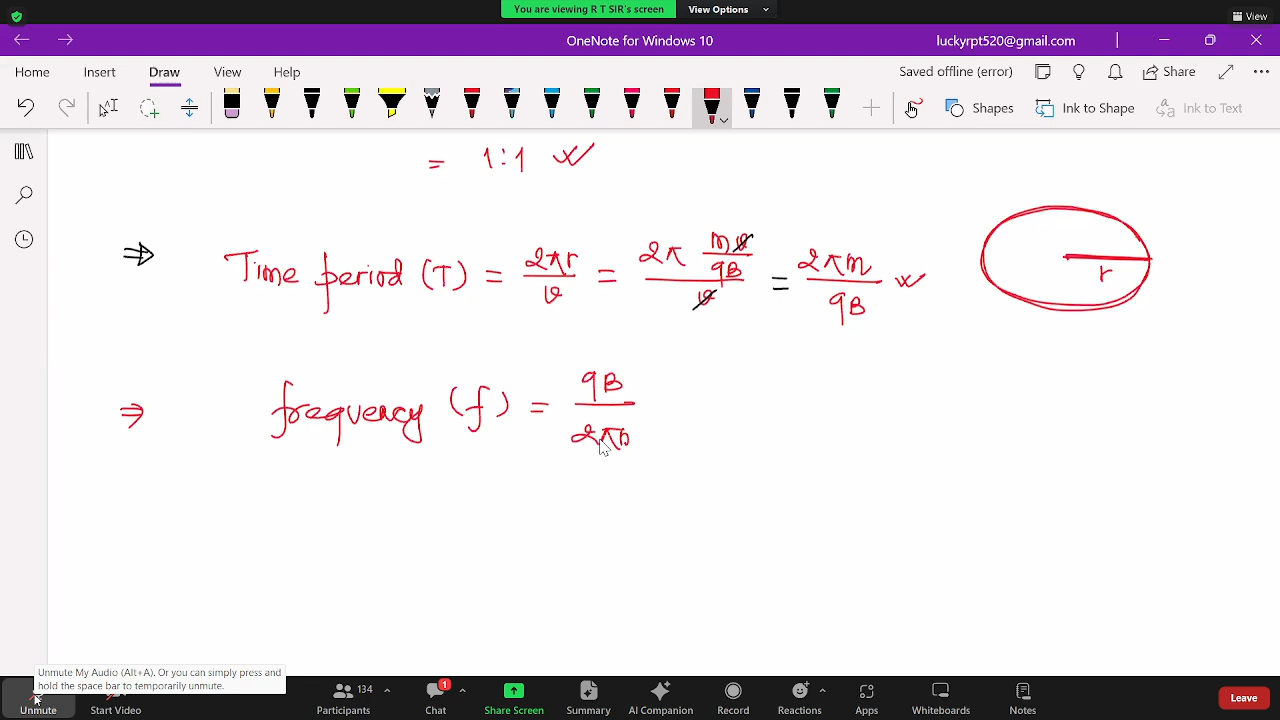 You are viewing R T SIR's screen View Options
View
OneNote for Windows 10 luckyrpt520@gmail.com
Home Insert Draw View Help Saved offline (error) Share
Shapes Ink to Shape Ink to Text
= 1:1
⇒ Time period (T) = 2πr/v = 2π mv/qB / v = 2πm/qB
r
⇒ frequency (f) = qB/2π
Unmute My Audio (Alt+A). Or you can simply press and
hold the space bar to temporarily unmute.
134 1
Unmute Start Video Participants Chat Share Screen Summary AI Companion Record Reactions Apps Whiteboards Notes Leave